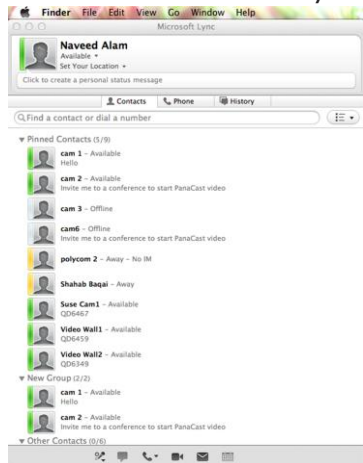 Finder File Edit View Go Window Help
Microsoft Lync
Naveed Alam
Available
Set Your Location
Click to create a personal status message
Contacts Phone History
Find a contact or dial a number
Pinned Contacts (5/9)
cam 1 – Available
Hello
cam 2 – Available
Invite me to a conference to start PanaCast video
cam 3 – Offline
cam6 – Offline
Invite me to a conference to start PanaCast video
polycom 2 – Away – No IM
Shahab Baqai – Away
Suse Cam1 – Available
QD6467
Video Wall1 – Available
QD6459
Video Wall2 – Available
QD6349
New Group (2/2)
cam 1 – Available
Hello
cam 2 – Available
Invite me to a conference to start PanaCast video
Other Contacts (0/6)